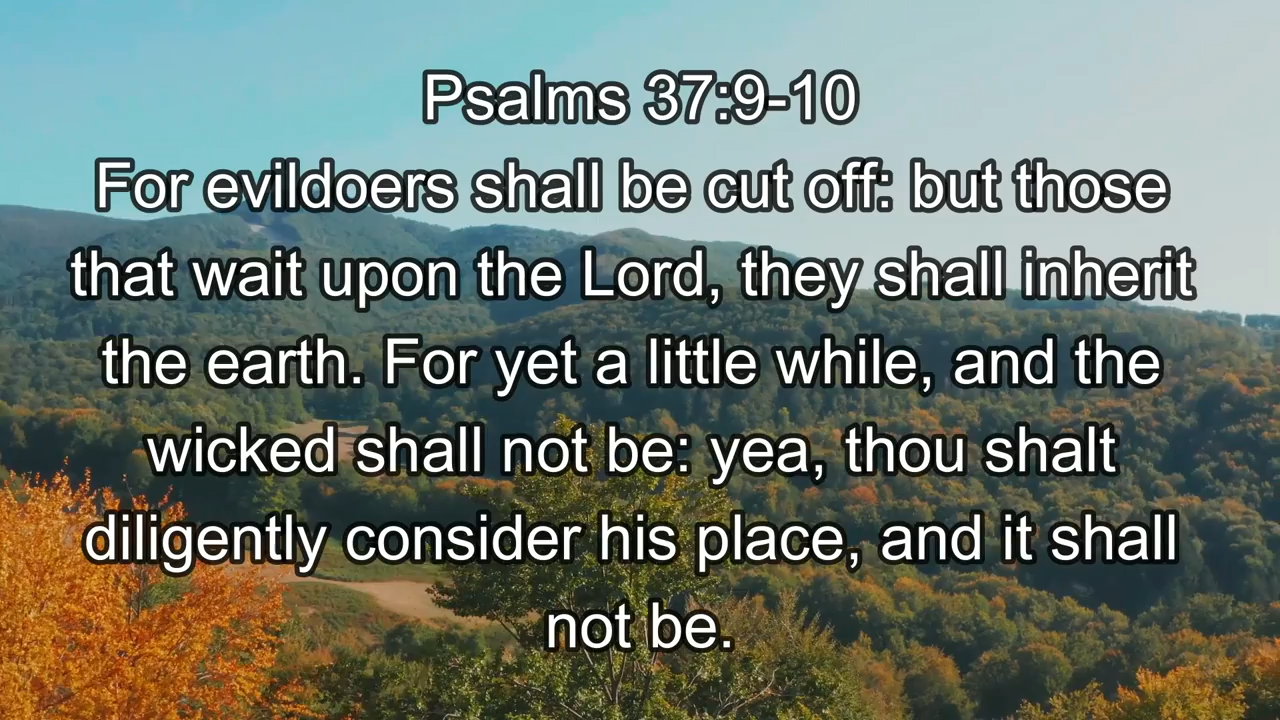 Psalms 37:9-10
For evildoers shall be cut off: but those
that wait upon the Lord, they shall inherit
the earth. For yet a little while, and the
wicked shall not be: yea, thou shalt
diligently consider his place, and it shall
not be.